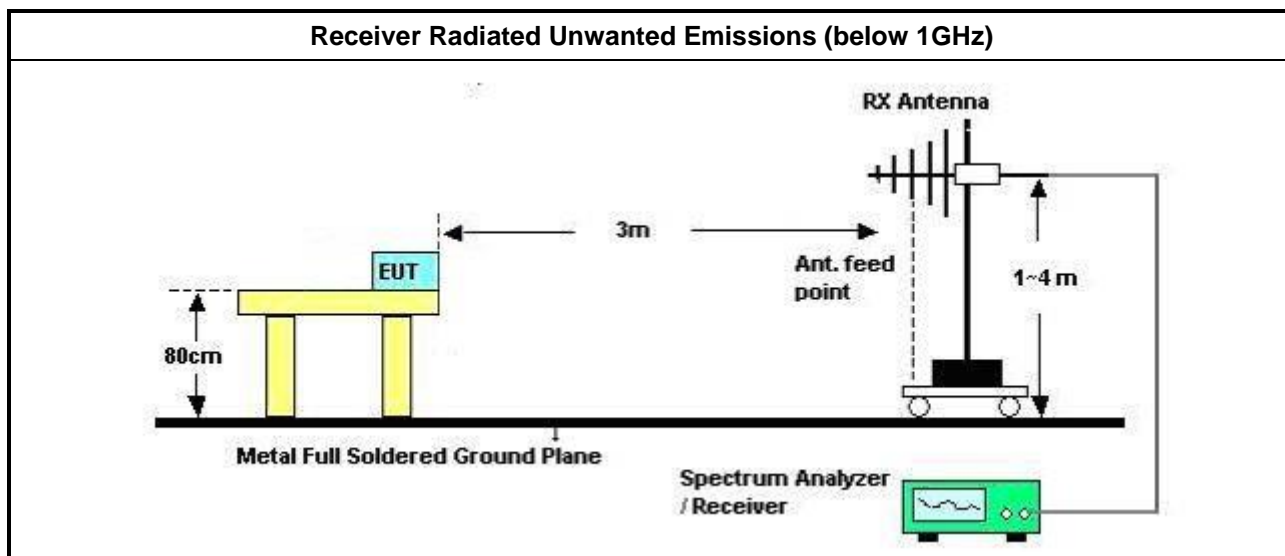 Receiver Radiated Unwanted Emissions (below 1GHz)
RX Antenna
3m
EUT
Ant. feed
point
1~4 m
80cm
Metal Full Soldered Ground Plane
Spectrum Analyzer
/ Receiver